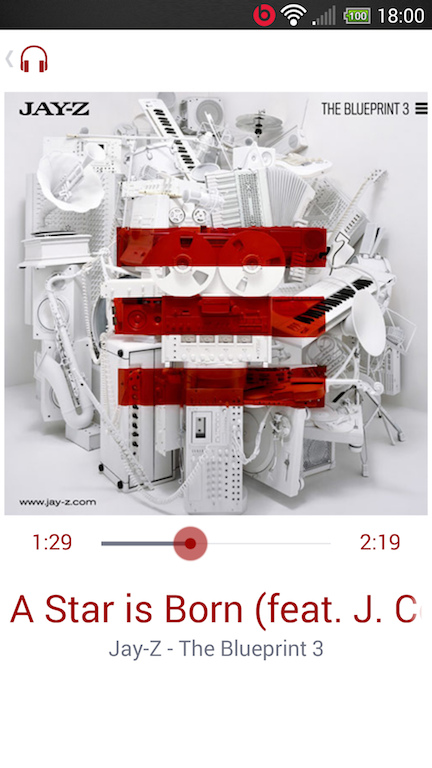 100 18:00
JAY-Z THE BLUEPRINT 3
www.jay-z.com
1:29 2:19
A Star is Born (feat. J. C
Jay-Z - The Blueprint 3